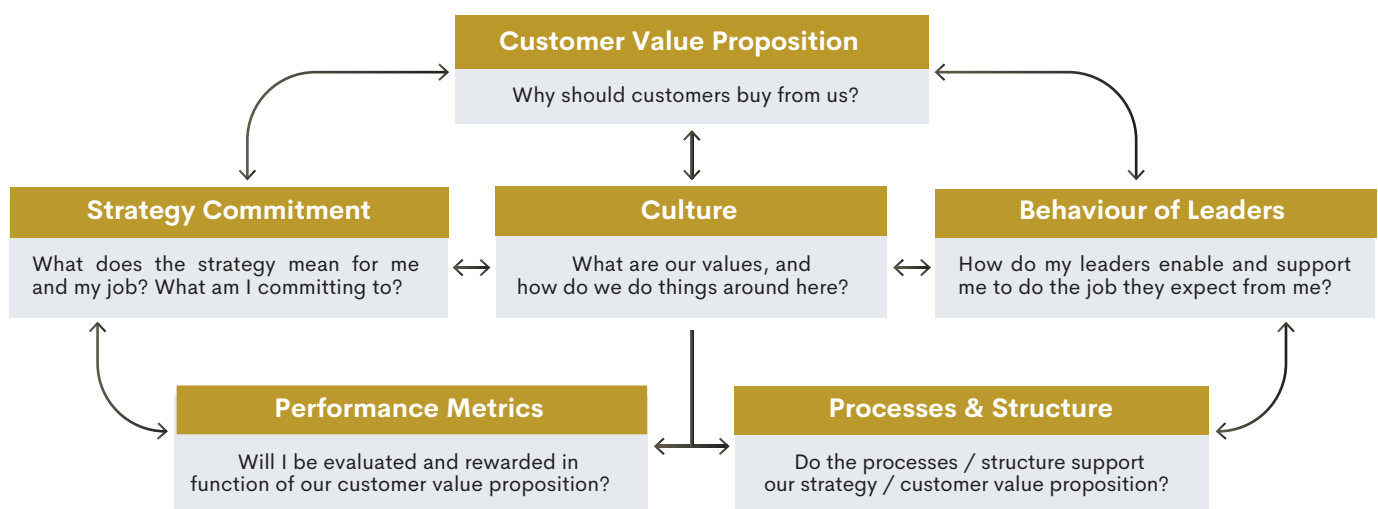 Customer Value Proposition
Why should customers buy from us?
Strategy Commitment
What does the strategy mean for me
and my job? What am I committing to?
Culture
What are our values, and
how do we do things around here?
Behaviour of Leaders
How do my leaders enable and support
me to do the job they expect from me?
Performance Metrics
Will I be evaluated and rewarded in
function of our customer value proposition?
Processes & Structure
Do the processes / structure support
our strategy / customer value proposition?